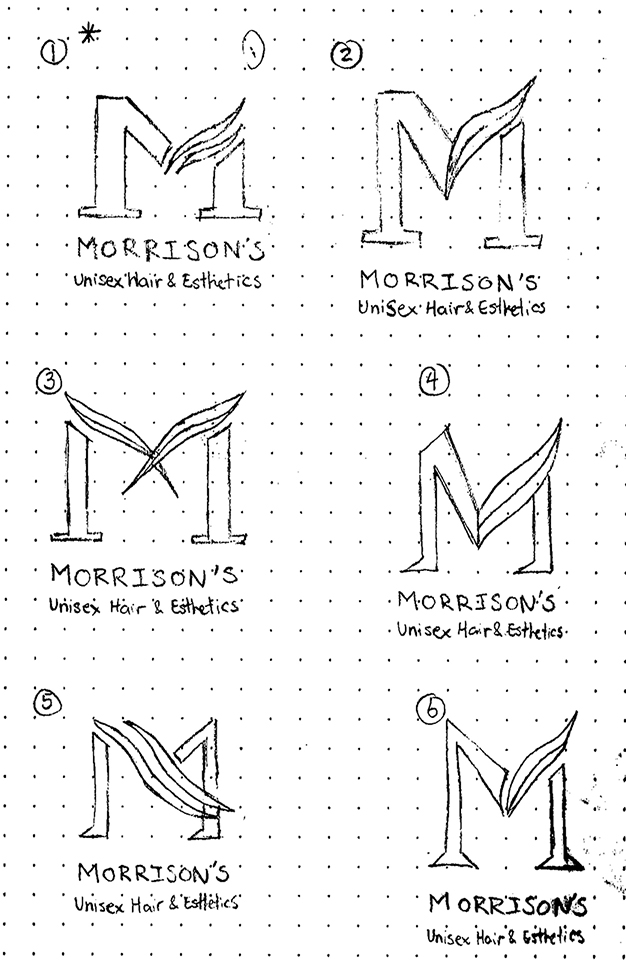 1 *
M
MORRISON'S
Unisex Hair & Esthetics
2
M
MORRISON'S
Unisex Hair & Esthetics
3
M
MORRISON'S
Unisex Hair & Esthetics
4
M
MORRISON'S
Unisex Hair & Esthetics
5
M
MORRISON'S
Unisex Hair & Esthetics
6
M
MORRISON'S
Unisex Hair & Esthetics